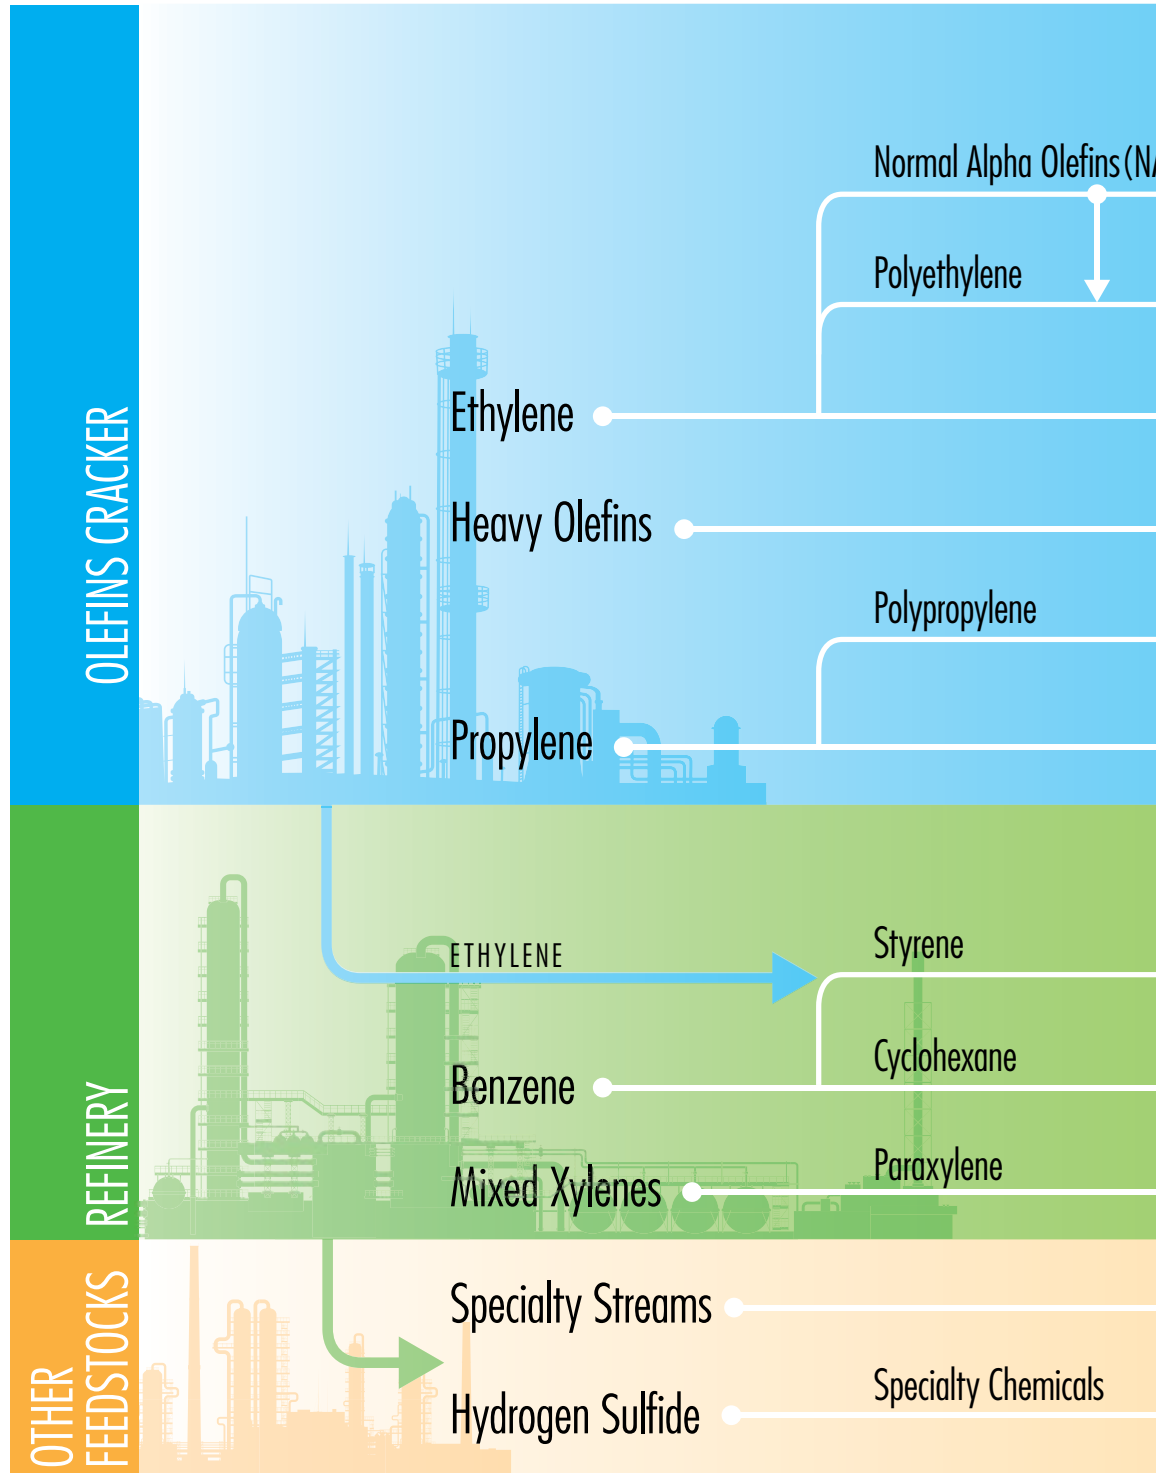 OLEFINS CRACKER
Normal Alpha Olefins (NA
Polyethylene
Ethylene
Heavy Olefins
Polypropylene
Propylene
REFINERY
ETHYLENE
Styrene
Cyclohexane
Benzene
Paraxylene
Mixed Xylenes
OTHER
FEEDSTOCKS
Specialty Streams
Specialty Chemicals
Hydrogen Sulfide